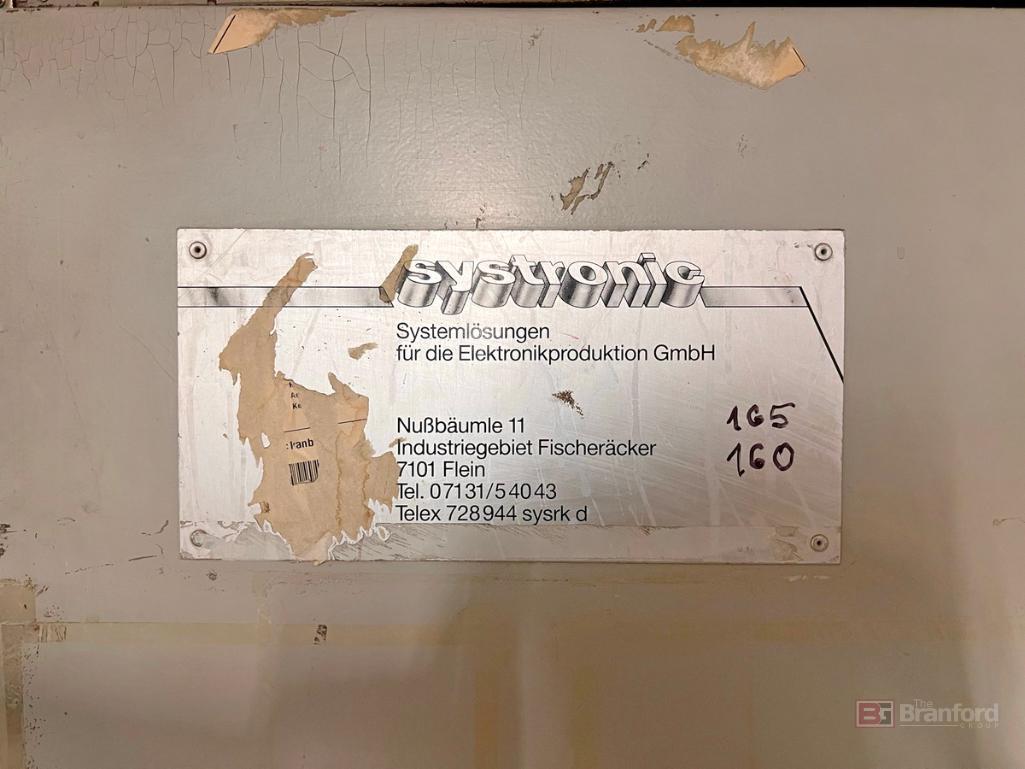 systronic
Systemlösungen
für die Elektronikproduktion GmbH
Nußbäumle 11
Industriegebiet Fischeräcker
7101 Flein
Tel. 07131/54043
Telex 728944 sysrk d
165
160
The
Branford
GROUP